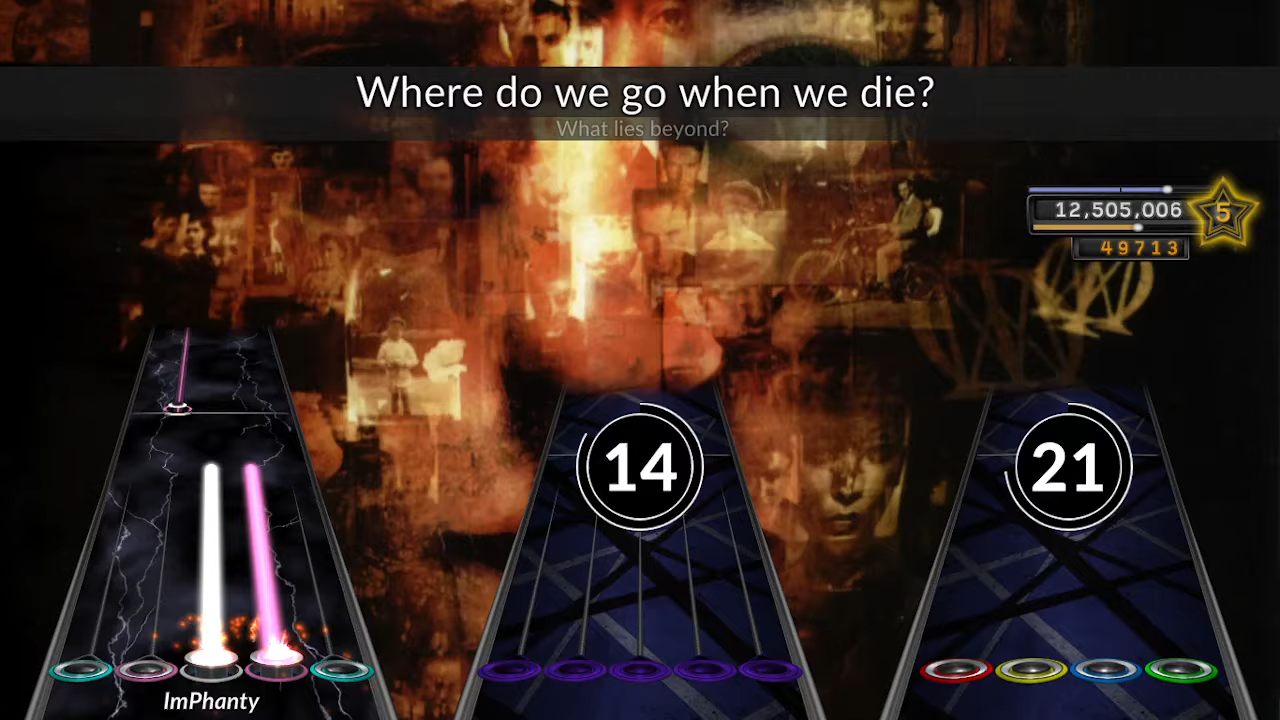 Where do we go when we die?
What lies beyond?
12,505,006
5
49713
14
21
ImPhanty